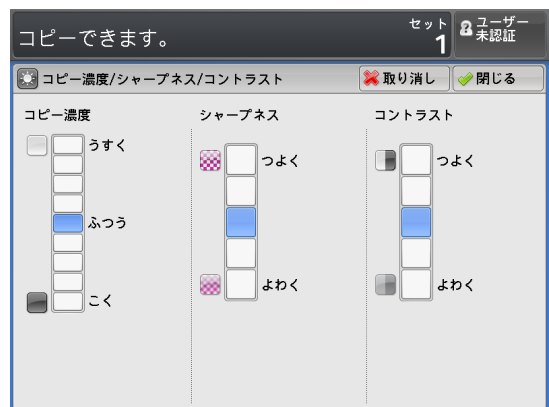 コピーできます。
セット
1
ユーザー
未認証
コピー濃度/シャープネス/コントラスト
取り消し
閉じる
コピー濃度
うすく
ふつう
こく
シャープネス
つよく
よわく
コントラスト
つよく
よわく